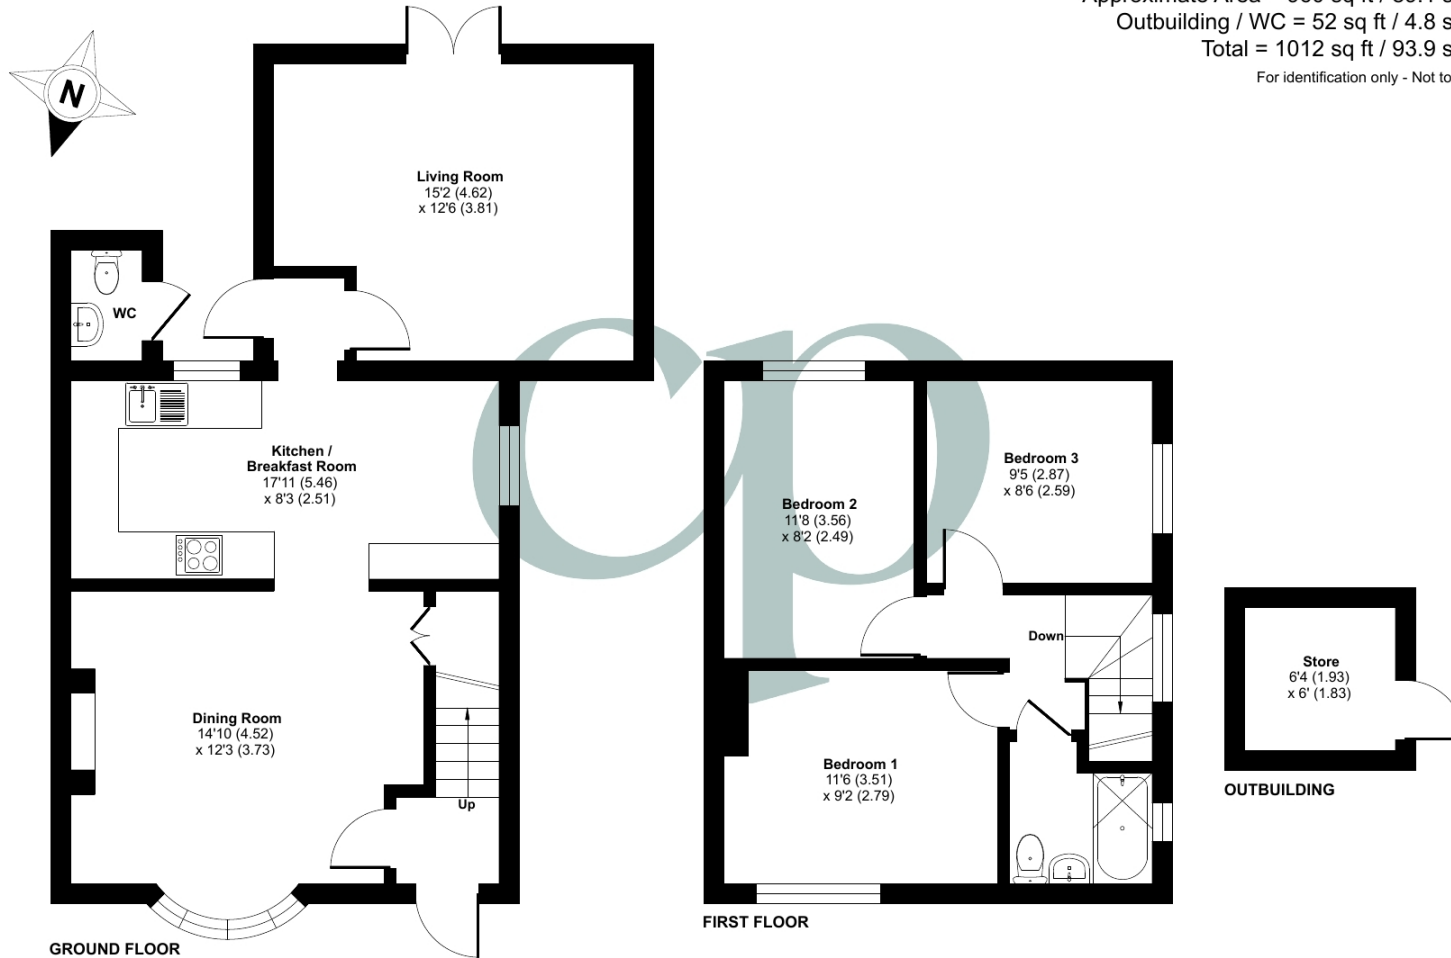 Outbuilding / WC = 52 sq ft / 4.8 s
Total = 1012 sq ft / 93.9 s
For identification only - Not to
N
Living Room
15'2 (4.62)
x 12'6 (3.81)
WC
Kitchen /
Breakfast Room
17'11 (5.46)
x 8'3 (2.51)
Dining Room
14'10 (4.52)
x 12'3 (3.73)
Up
GROUND FLOOR
cp
Bedroom 2
11'8 (3.56)
x 8'2 (2.49)
Bedroom 3
9'5 (2.87)
x 8'6 (2.59)
Down
Bedroom 1
11'6 (3.51)
x 9'2 (2.79)
FIRST FLOOR
Store
6'4 (1.93)
x 6' (1.83)
OUTBUILDING